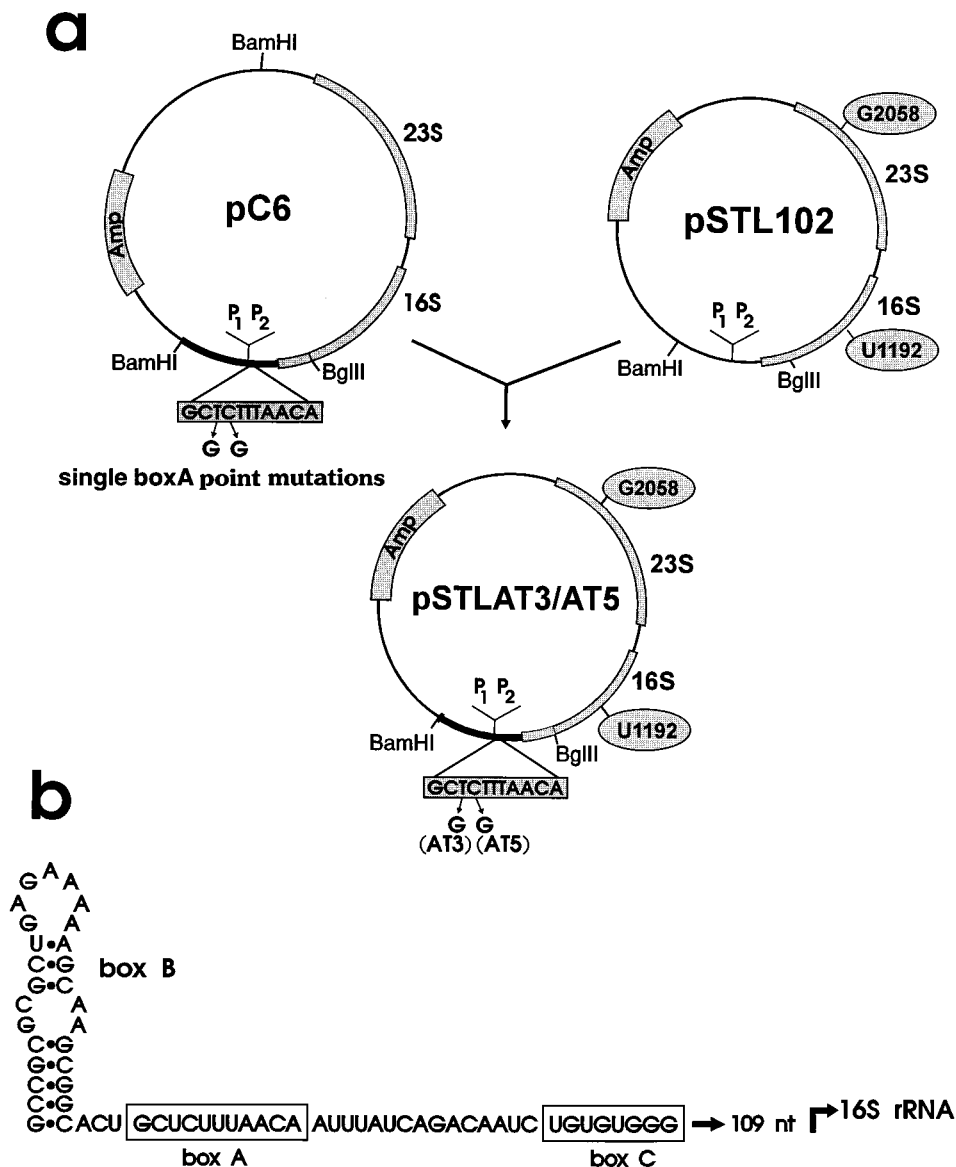 a
BamHI
23S
pC6
Amp
16S
P1 P2
BamHI
BglII
GCTCTTTAACA
G G
single boxA point mutations
G2058
Amp
23S
pSTL102
16S
P1 P2
U1192
BamHI
BglII
G2058
Amp
23S
pSTLAT3/AT5
16S
P1 P2
U1192
BamHI
BglII
GCTCTTTAACA
G G
(AT3) (AT5)
b
A
G A
A A
G A
U•A
C•G
G•C
C A
G A
C•G
G•C
C•G
C•G
G•CACU GCUCUUUAACA AUUUAUCAGACAAUC UGUGUGGG 109 nt 16S rRNA
box B
box A box C